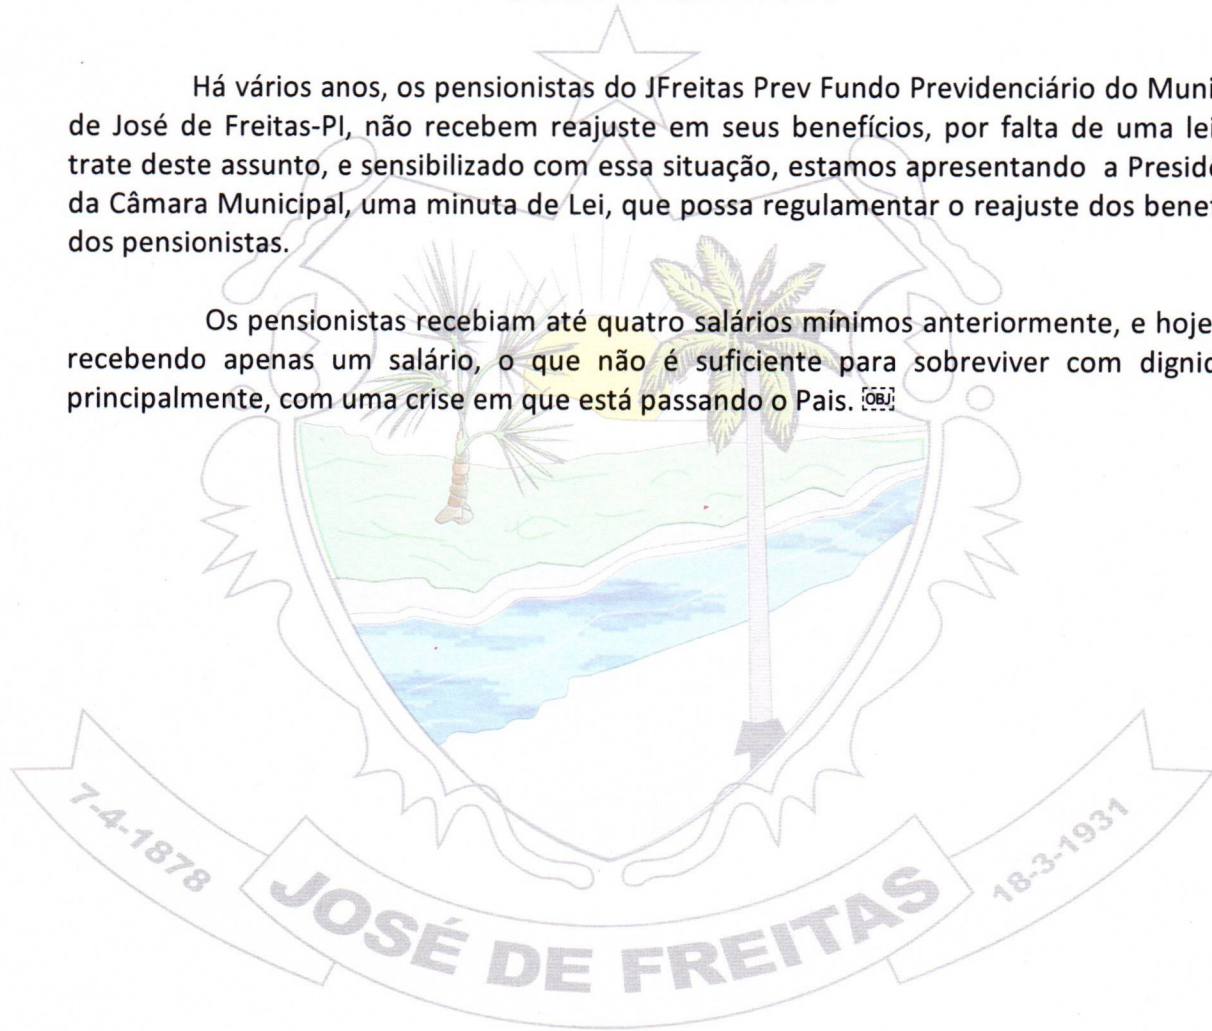 Há vários anos, os pensionistas do JFreitas Prev Fundo Previdenciário do Muni
de José de Freitas-PI, não recebem reajuste em seus benefícios, por falta de uma lei
trate deste assunto, e sensibilizado com essa situação, estamos apresentando a Presid
da Câmara Municipal, uma minuta de Lei, que possa regulamentar o reajuste dos bene
dos pensionistas.
Os pensionistas recebiam até quatro salários mínimos anteriormente, e hoje
recebendo apenas um salário, o que não é suficiente para sobreviver com dignid
principalmente, com uma crise em que está passando o Pais. OBJ
7-4-1878
JOSÉ DE FREITAS
18-3-1931